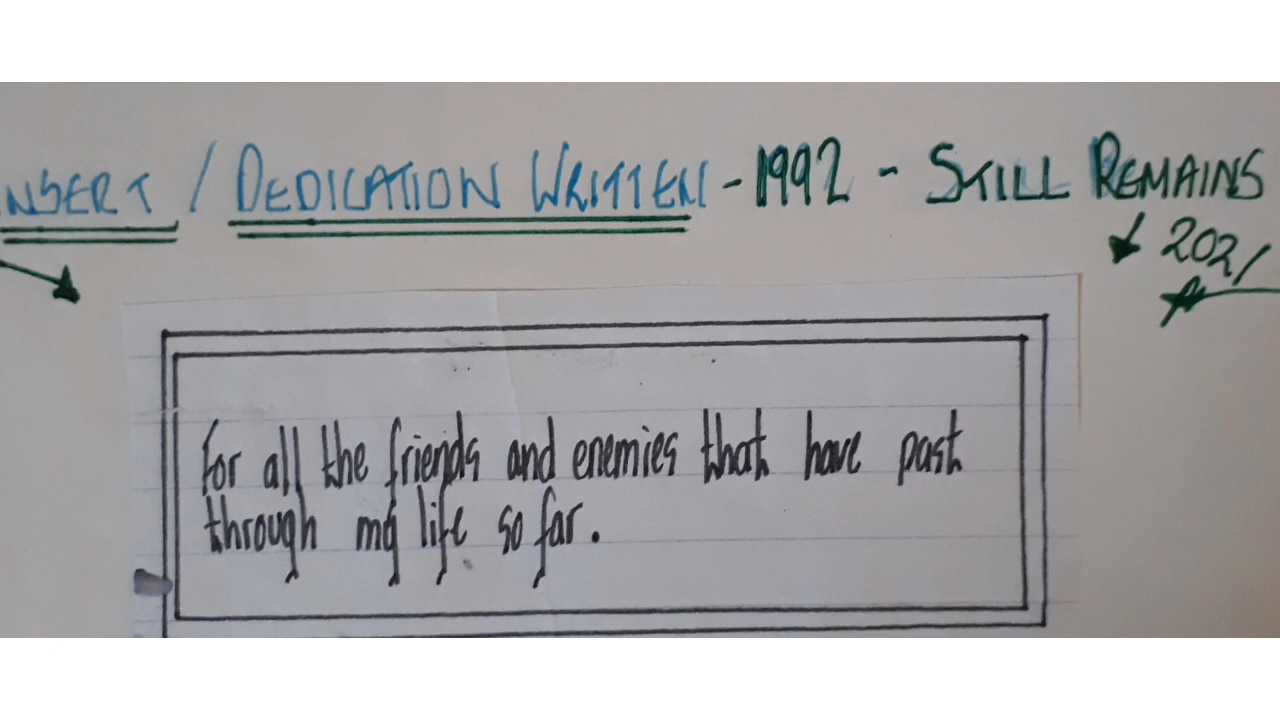 NSERT / DEDICATION WRITTEN - 1992 - STILL REMAINS
2021
for all the friends and enemies that have past
through my life so far.